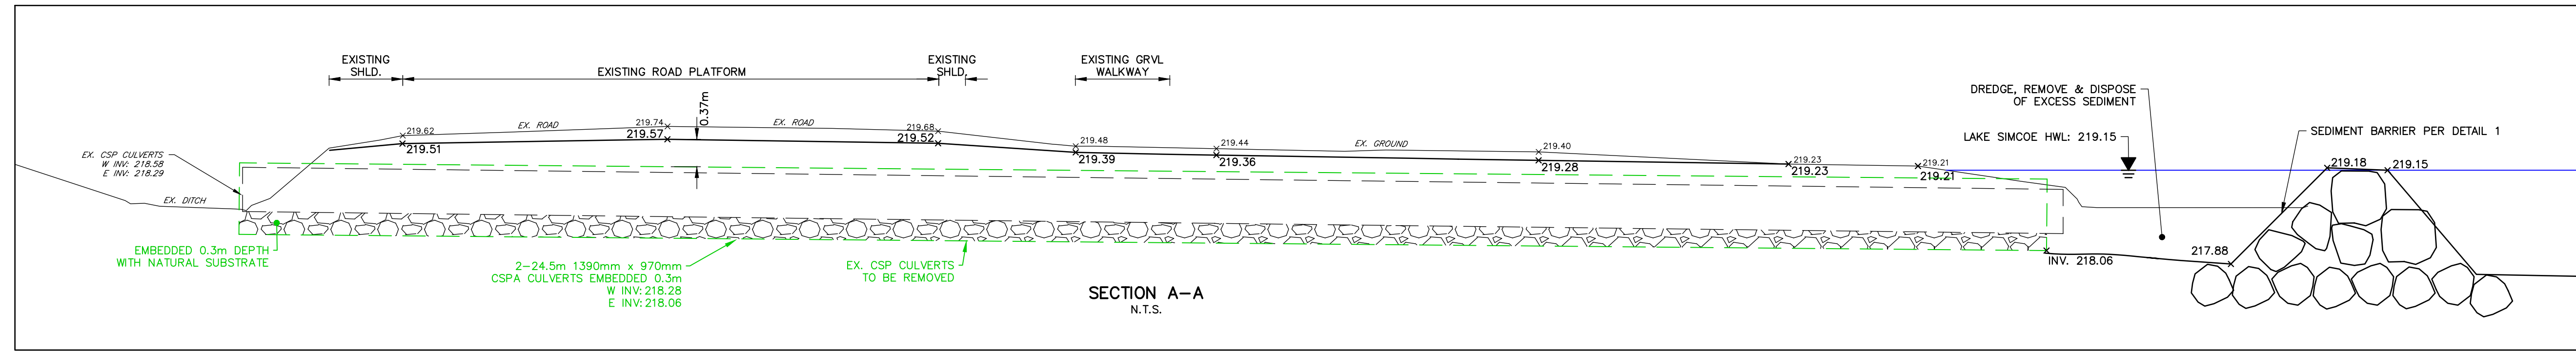 EXISTING
SHLD.
EXISTING ROAD PLATFORM
EXISTING
SHLD.
EXISTING GRVL
WALKWAY
0.37m
219.62
EX. ROAD
219.74
EX. ROAD
219.68
219.51
219.57
219.52
219.48
219.44
EX. GROUND
219.40
219.23
219.21
219.39
219.36
219.28
219.23
219.21
DREDGE, REMOVE & DISPOSE
OF EXCESS SEDIMENT
LAKE SIMCOE HWL: 219.15
SEDIMENT BARRIER PER DETAIL 1
219.18
219.15
217.88
INV. 218.06
EX. CSP CULVERTS
W INV: 218.58
E INV: 218.29
EX. DITCH
EMBEDDED 0.3m DEPTH
WITH NATURAL SUBSTRATE
2-24.5m 1390mm x 970mm
CSPA CULVERTS EMBEDDED 0.3m
W INV: 218.28
E INV: 218.06
EX. CSP CULVERTS
TO BE REMOVED
SECTION A-A
N.T.S.